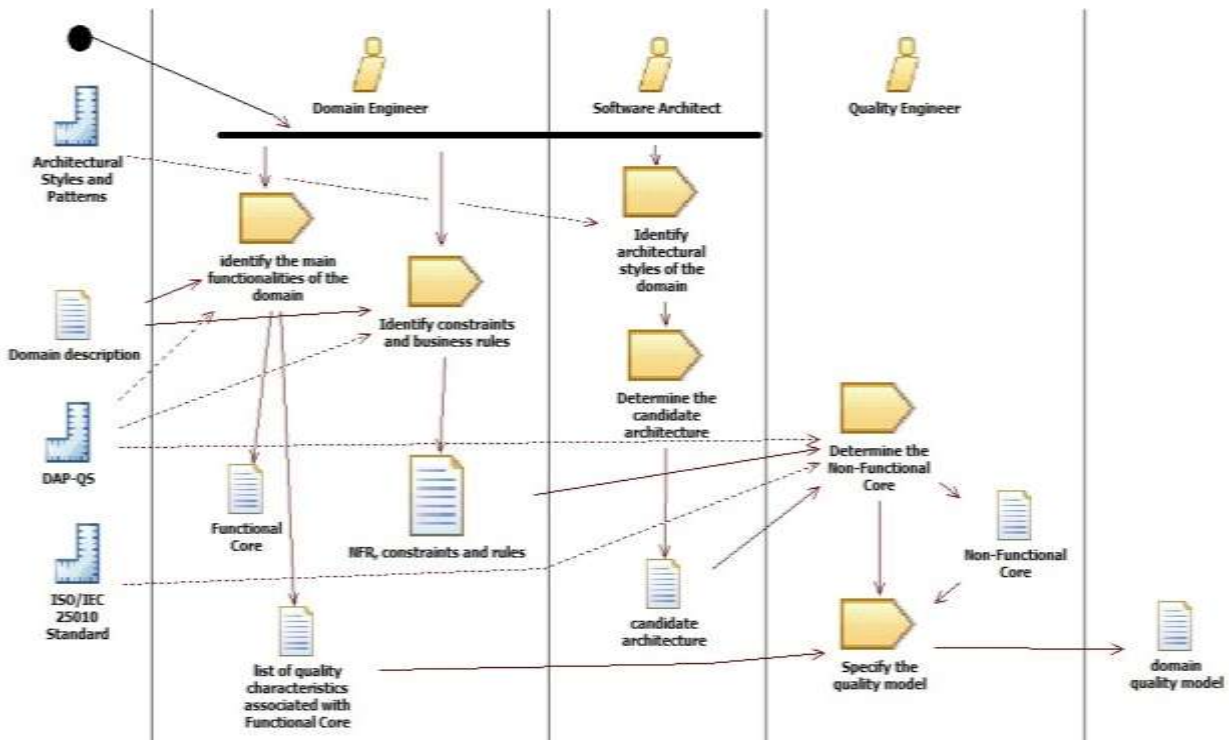 Domain Engineer
Software Architect
Quality Engineer
Architectural
Styles and
Patterns
identify the main
functionalities of the
domain
Identify
architectural
styles of the
domain
Domain description
Identify constraints
and business rules
Determine the
candidate
architecture
DAP-QS
Determine the
Non-Functional
Core
Functional
Core
NFR, constraints and rules
Non-Functional
Core
ISO/IEC
25010
Standard
candidate
architecture
list of quality
characteristics
associated with
Functional Core
Specify the
quality model
domain
quality model